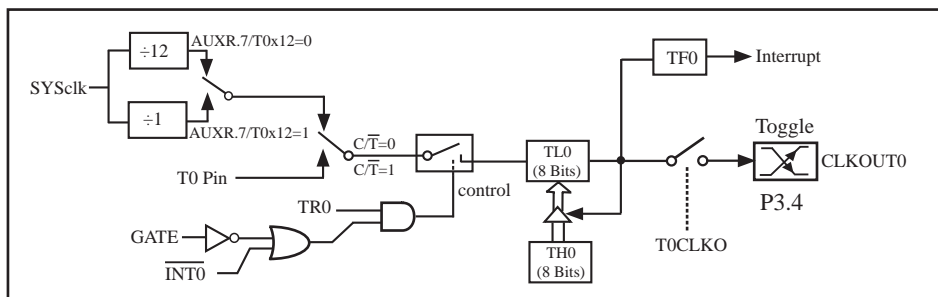 ÷12
AUXR.7/T0x12=0
SYSclk
÷1
AUXR.7/T0x12=1
T0 Pin
C/T̅=0
C/T̅=1
control
TR0
GATE
I̅N̅T̅0̅
TL0
(8 Bits)
TH0
(8 Bits)
TF0
Interrupt
Toggle
CLKOUT0
P3.4
T0CLKO